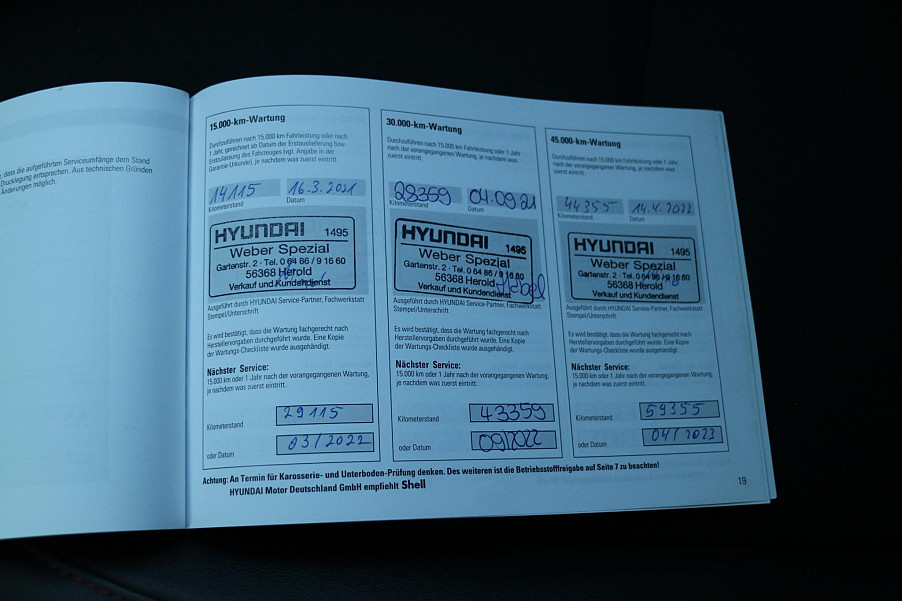 , dass die aufgeführten Serviceumfänge dem Stand
Drucklegung entsprechen. Aus technischen Gründen
Änderungen möglich.
15.000-km-Wartung
Durchzuführen nach 15.000 km Fahrleistung oder nach
1 Jahr, gerechnet ab Datum der Erstauslieferung bzw.
Erstzulassung des Fahrzeuges (vgl. Angabe in der
Garantie-Urkunde), je nachdem was zuerst eintritt.
14115 16.3.2021
Kilometerstand Datum
HYUNDAI 1495
Weber Spezial
Gartenstr. 2 · Tel. 0 64 86 / 9 16 60
56368 Herold
Verkauf und Kundendienst
Ausgeführt durch HYUNDAI Service-Partner, Fachwerkstatt
Stempel/Unterschrift
Es wird bestätigt, dass die Wartung fachgerecht nach
Herstellervorgaben durchgeführt wurde. Eine Kopie
der Wartungs-Checkliste wurde ausgehändigt.
Nächster Service:
15.000 km oder 1 Jahr nach der vorangegangenen Wartung,
je nachdem was zuerst eintritt.
29115
Kilometerstand
03/2022
oder Datum
30.000-km-Wartung
Durchzuführen nach 15.000 km Fahrleistung oder 1 Jahr
nach der vorangegangenen Wartung, je nachdem was
zuerst eintritt.
28359 04.09.21
Kilometerstand Datum
HYUNDAI 1495
Weber Spezial
Gartenstr. 2 · Tel. 0 64 86 / 9 16 60
56368 Herold
Verkauf und Kundendienst
Ausgeführt durch HYUNDAI Service-Partner, Fachwerkstatt
Stempel/Unterschrift
Es wird bestätigt, dass die Wartung fachgerecht nach
Herstellervorgaben durchgeführt wurde. Eine Kopie
der Wartungs-Checkliste wurde ausgehändigt.
Nächster Service:
15.000 km oder 1 Jahr nach der vorangegangenen Wartung,
je nachdem was zuerst eintritt.
43359
Kilometerstand
09/2022
oder Datum
45.000-km-Wartung
Durchzuführen nach 15.000 km Fahrleistung oder 1 Jahr
nach der vorangegangenen Wartung, je nachdem was
zuerst eintritt.
44355 14.4.2022
Kilometerstand Datum
HYUNDAI 1495
Weber Spezial
Gartenstr. 2 · Tel. 0 64 86 / 9 16 60
56368 Herold
Verkauf und Kundendienst
Ausgeführt durch HYUNDAI Service-Partner, Fachwerkstatt
Stempel/Unterschrift
Es wird bestätigt, dass die Wartung fachgerecht nach
Herstellervorgaben durchgeführt wurde. Eine Kopie
der Wartungs-Checkliste wurde ausgehändigt.
Nächster Service:
15.000 km oder 1 Jahr nach der vorangegangenen Wartung,
je nachdem was zuerst eintritt.
59355
Kilometerstand
04/2023
oder Datum
Achtung: An Termin für Karosserie- und Unterboden-Prüfung denken. Des weiteren ist die Betriebsstofffreigabe auf Seite 7 zu beachten!
HYUNDAI Motor Deutschland GmbH empfiehlt Shell
19